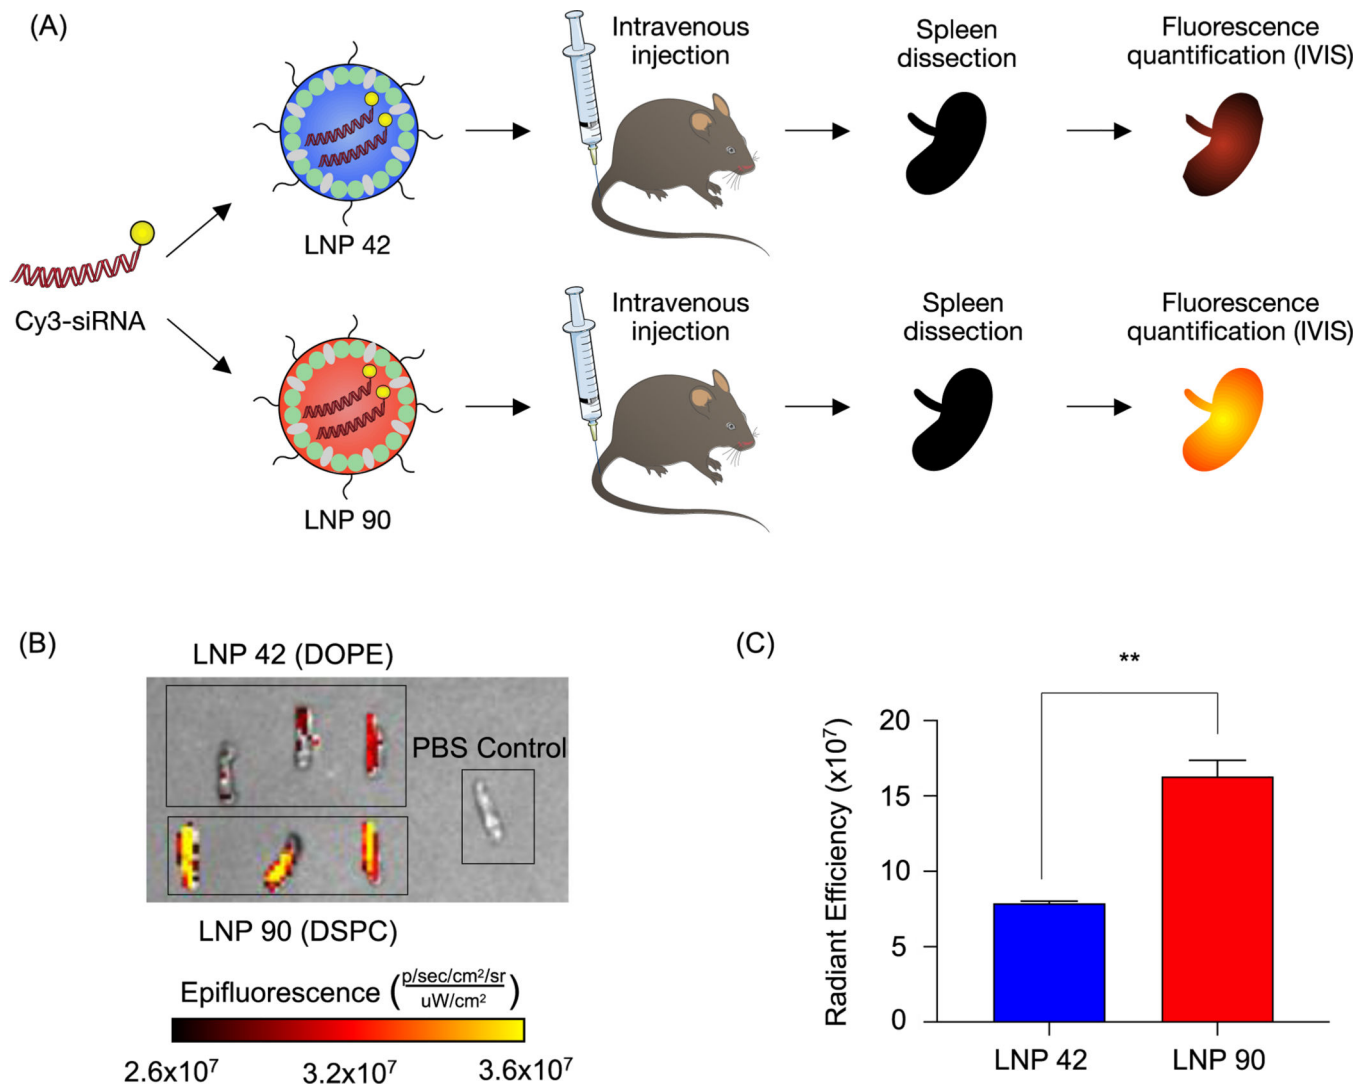 (A)
Cy3-siRNA
LNP 42
Intravenous
injection
Spleen
dissection
Fluorescence
quantification (IVIS)
LNP 90
Intravenous
injection
Spleen
dissection
Fluorescence
quantification (IVIS)
(B)
LNP 42 (DOPE)
PBS Control
LNP 90 (DSPC)
Epifluorescence (p/sec/cm²/sr
uW/cm²)
2.6x10⁷ 3.2x10⁷ 3.6x10⁷
(C)
**
Radiant Efficiency (x10⁷)
20
15
10
5
0
LNP 42 LNP 90